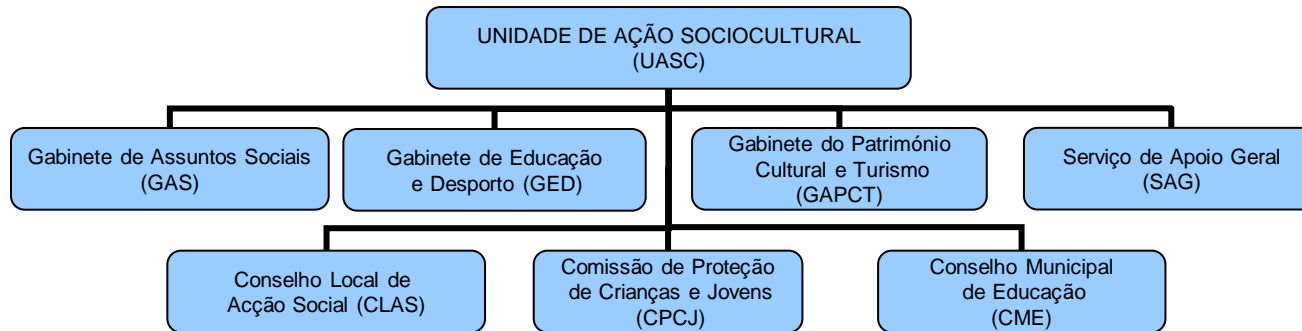 UNIDADE DE AÇÃO SOCIOCULTURAL
(UASC)
Gabinete de Assuntos Sociais
(GAS)
Gabinete de Educação
e Desporto (GED)
Gabinete do Património
Cultural e Turismo
(GAPCT)
Serviço de Apoio Geral
(SAG)
Conselho Local de
Acção Social (CLAS)
Comissão de Proteção
de Crianças e Jovens
(CPCJ)
Conselho Municipal
de Educação
(CME)